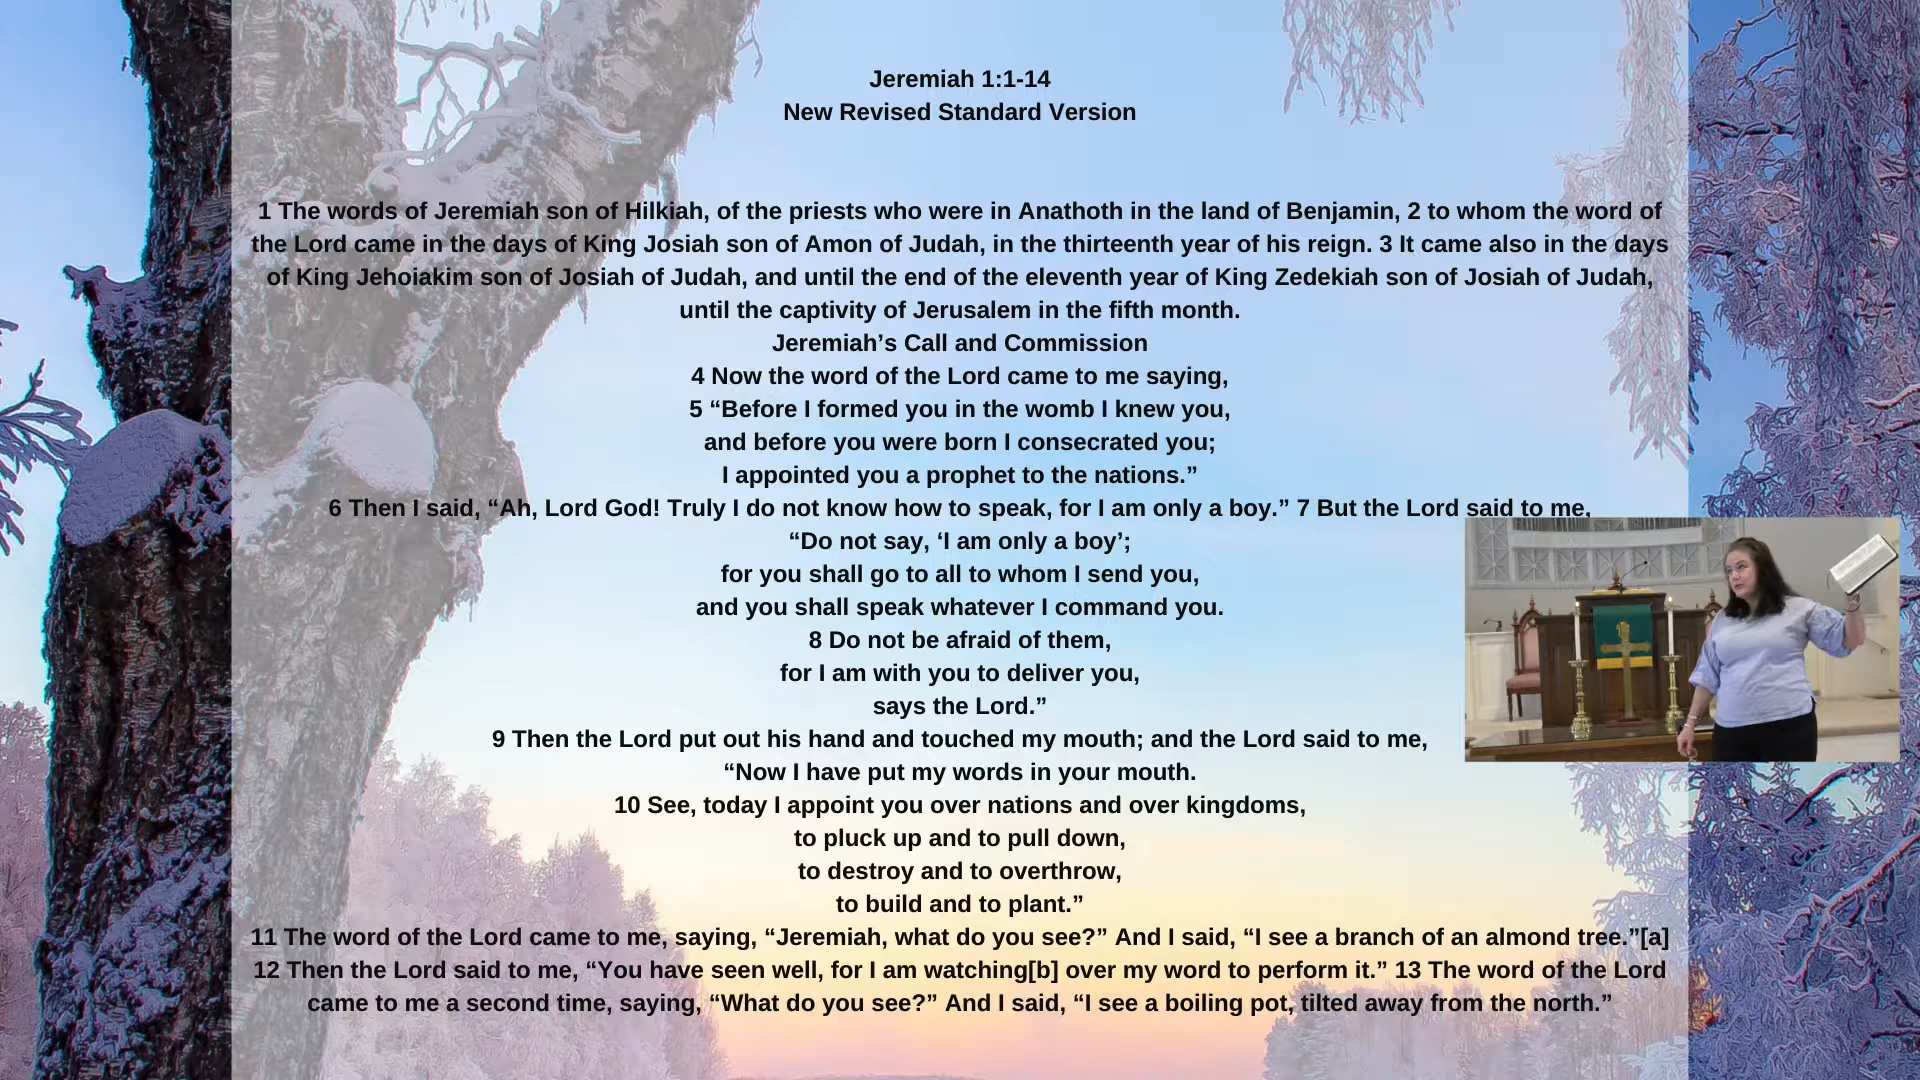 Jeremiah 1:1-14
New Revised Standard Version
1 The words of Jeremiah son of Hilkiah, of the priests who were in Anathoth in the land of Benjamin, 2 to whom the word of
the Lord came in the days of King Josiah son of Amon of Judah, in the thirteenth year of his reign. 3 It came also in the days
of King Jehoiakim son of Josiah of Judah, and until the end of the eleventh year of King Zedekiah son of Josiah of Judah,
until the captivity of Jerusalem in the fifth month.
Jeremiah’s Call and Commission
4 Now the word of the Lord came to me saying,
5 “Before I formed you in the womb I knew you,
and before you were born I consecrated you;
I appointed you a prophet to the nations.”
6 Then I said, “Ah, Lord God! Truly I do not know how to speak, for I am only a boy.” 7 But the Lord said to me,
“Do not say, ‘I am only a boy’;
for you shall go to all to whom I send you,
and you shall speak whatever I command you.
8 Do not be afraid of them,
for I am with you to deliver you,
says the Lord.”
9 Then the Lord put out his hand and touched my mouth; and the Lord said to me,
“Now I have put my words in your mouth.
10 See, today I appoint you over nations and over kingdoms,
to pluck up and to pull down,
to destroy and to overthrow,
to build and to plant.”
11 The word of the Lord came to me, saying, “Jeremiah, what do you see?” And I said, “I see a branch of an almond tree.”[a]
12 Then the Lord said to me, “You have seen well, for I am watching[b] over my word to perform it.” 13 The word of the Lord
came to me a second time, saying, “What do you see?” And I said, “I see a boiling pot, tilted away from the north.”